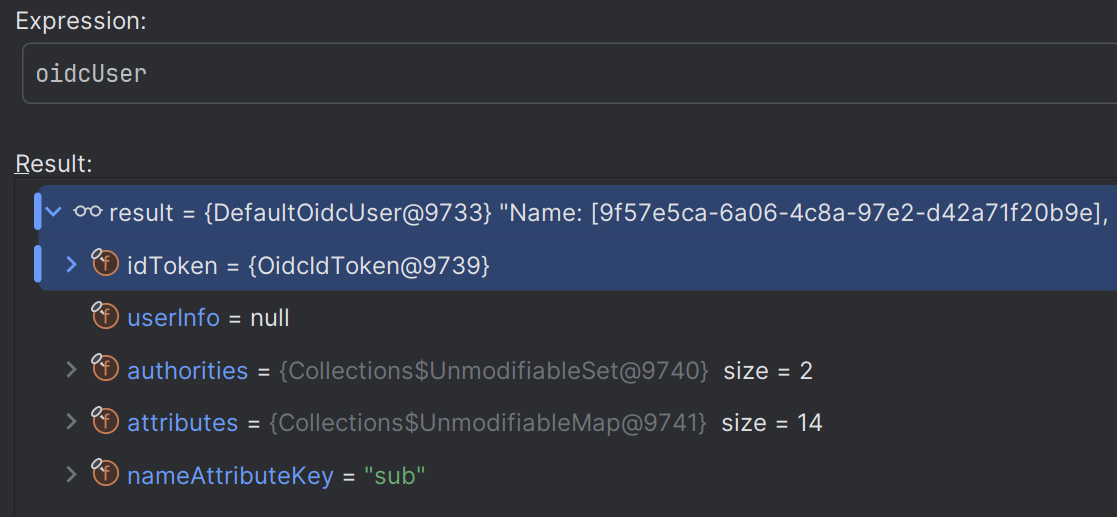 Expression:
oidcUser
Result:
result = {DefaultOidcUser@9733} "Name: [9f57e5ca-6a06-4c8a-97e2-d42a71f20b9e],
f idToken = {OidcIdToken@9739}
f userInfo = null
f authorities = {Collections$UnmodifiableSet@9740} size = 2
f attributes = {Collections$UnmodifiableMap@9741} size = 14
f nameAttributeKey = "sub"